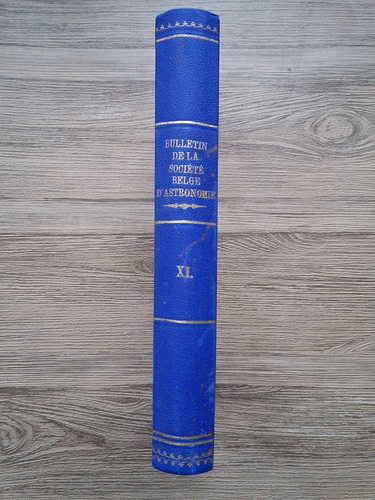 BULLETIN
DE LA
SOCIÉTÉ
BELGE
D'ASTRONOMIE
XI.